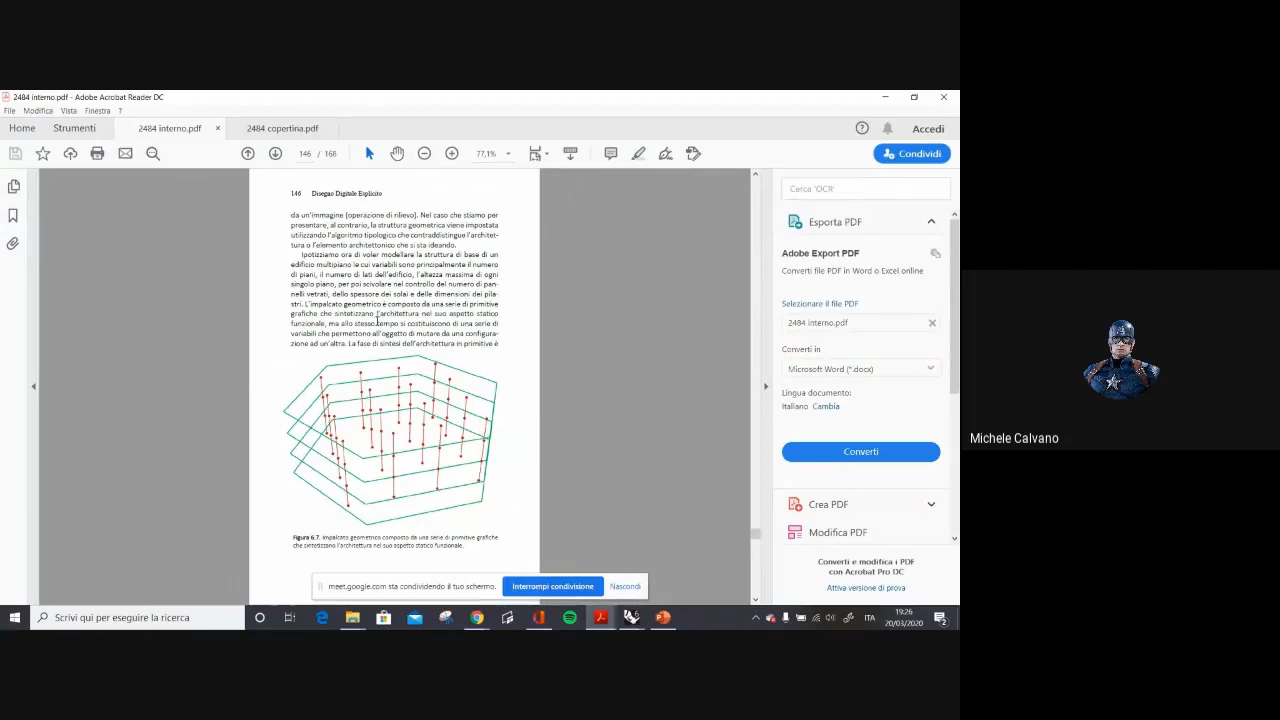 2484 interno.pdf - Adobe Acrobat Reader DC
File Modifica Vista Finestra ?
Home Strumenti 2484 interno.pdf × 2484 copertina.pdf Accedi
146 / 168 77,1% Condividi
146 Disegno Digitale Esplicito
da un'immagine (operazione di rilievo). Nel caso che stiamo per
presentare, al contrario, la struttura geometrica viene impostata
utilizzando l'algoritmo tipologico che contraddistingue l'architet-
tura o l'elemento architettonico che si sta ideando.
Ipotizziamo ora di voler modellare la struttura di base di un
edificio multipiano le cui variabili sono principalmente il numero
di piani, il numero di lati dell'edificio, l'altezza massima di ogni
singolo piano, per poi scivolare nel controllo del numero di pan-
nelli vetrati, dello spessore dei solai e delle dimensioni dei pila-
stri. L'impalcato geometrico è composto da una serie di primitive
grafiche che sintetizzano l'architettura nel suo aspetto statico
funzionale, ma allo stesso tempo si costituiscono di una serie di
variabili che permettono all'oggetto di mutare da una configura-
zione ad un'altra. La fase di sintesi dell'architettura in primitive è
Figura 6.7. Impalcato geometrico composto da una serie di primitive grafiche
che sintetizzano l'architettura nel suo aspetto statico funzionale.
Cerca 'OCR'
Esporta PDF
Adobe Export PDF
Converti file PDF in Word o Excel online
Selezionare il file PDF
2484 interno.pdf
Converti in
Microsoft Word (*.docx)
Lingua documento:
Italiano Cambia
Converti
Crea PDF
Modifica PDF
Converti e modifica i PDF
con Acrobat Pro DC
Attiva versione di prova
meet.google.com sta condividendo il tuo schermo. Interrompi condivisione Nascondi
Scrivi qui per eseguire la ricerca
ITA
19:26
20/03/2020
2
Michele Calvano